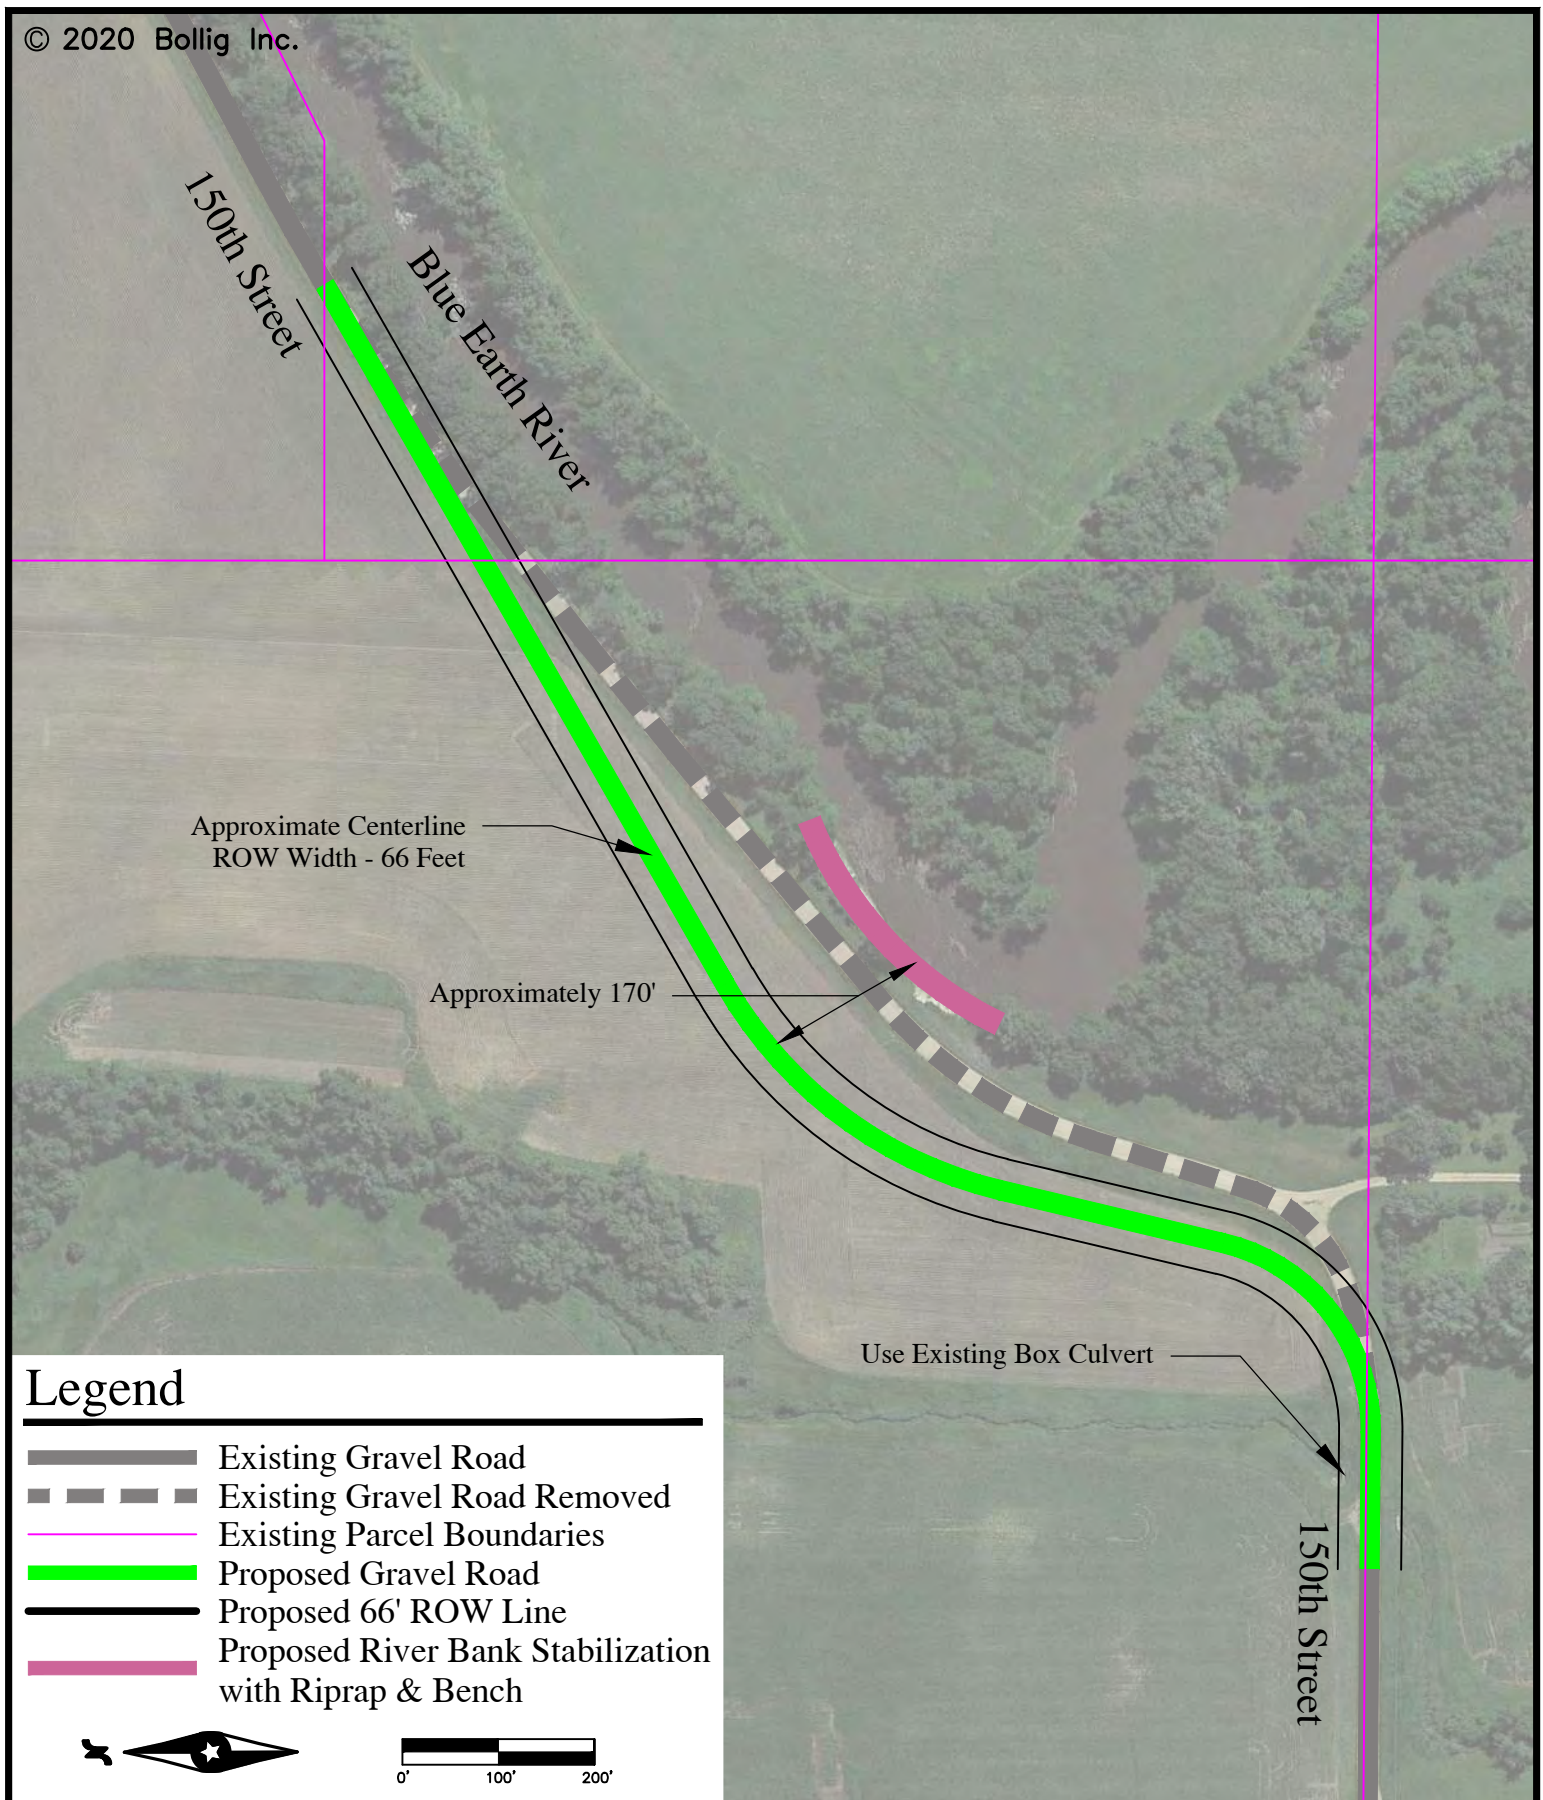 © 2020 Bollig Inc.
150th Street
Blue Earth River
Approximate Centerline
ROW Width - 66 Feet
Approximately 170'
Use Existing Box Culvert
150th Street
Legend
Existing Gravel Road
Existing Gravel Road Removed
Existing Parcel Boundaries
Proposed Gravel Road
Proposed 66' ROW Line
Proposed River Bank Stabilization
with Riprap & Bench
N
0' 100' 200'